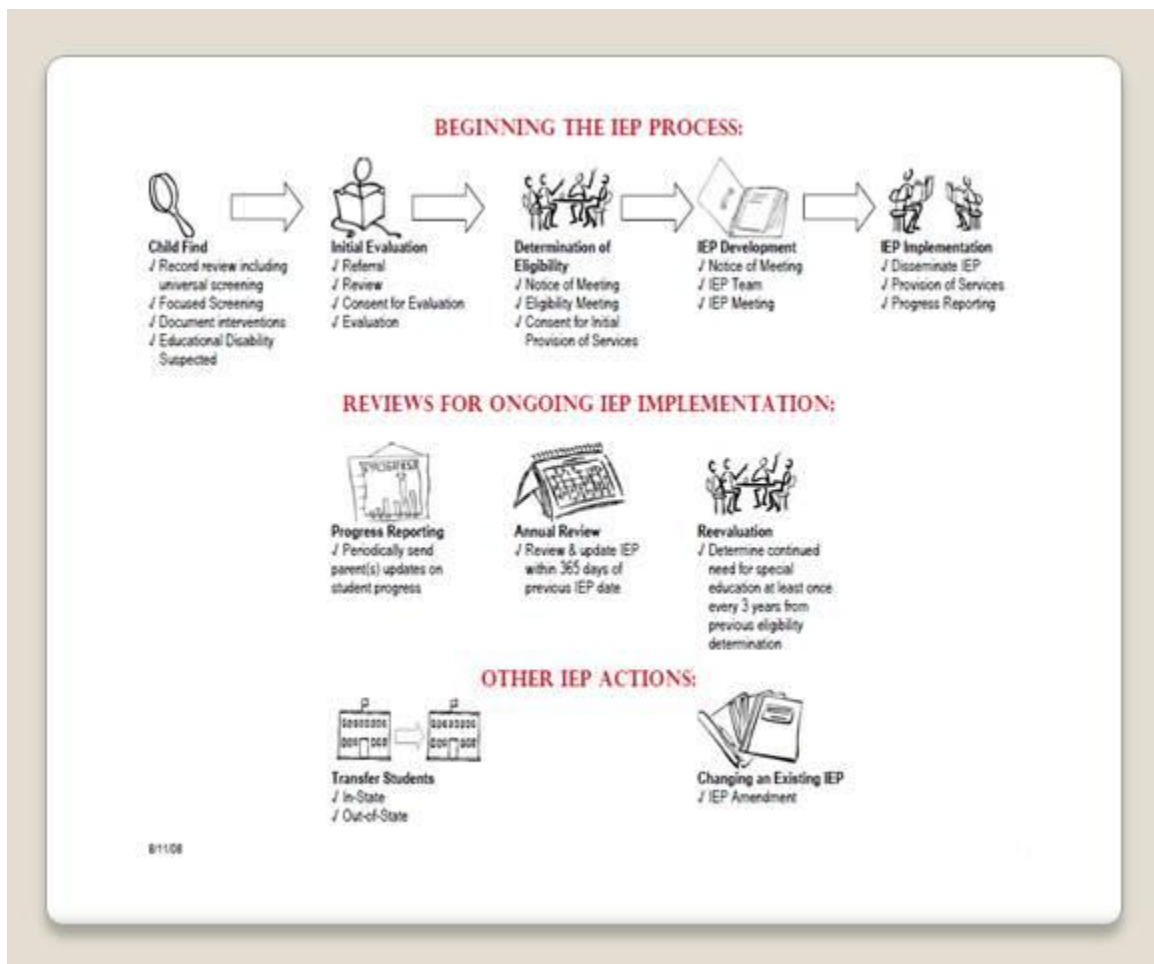 BEGINNING THE IEP PROCESS:
Child Find
√ Record review including
universal screening
√ Focused Screening
√ Document interventions
√ Educational Disability
Suspected
Initial Evaluation
√ Referral
√ Review
√ Consent for Evaluation
√ Evaluation
Determination of
Eligibility
√ Notice of Meeting
√ Eligibility Meeting
√ Consent for Initial
Provision of Services
IEP Development
√ Notice of Meeting
√ IEP Team
√ IEP Meeting
IEP Implementation
√ Disseminate IEP
√ Provision of Services
√ Progress Reporting
REVIEWS FOR ONGOING IEP IMPLEMENTATION:
Progress Reporting
√ Periodically send
parent(s) updates on
student progress
Annual Review
√ Review & update IEP
within 365 days of
previous IEP date
Reevaluation
√ Determine continued
need for special
education at least once
every 3 years from
previous eligibility
determination
OTHER IEP ACTIONS:
Transfer Students
√ In-State
√ Out-of-State
Changing an Existing IEP
√ IEP Amendment
8/11/08